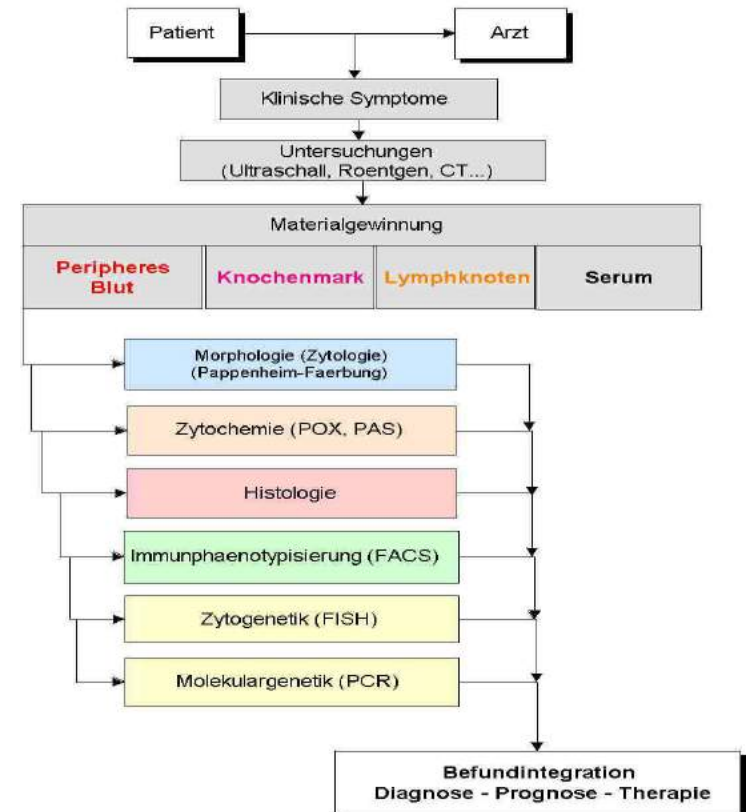 Patient
Arzt
Klinische Symptome
Untersuchungen
(Ultraschall, Roentgen, CT...)
Materialgewinnung
Peripheres
Blut
Knochenmark
Lymphknoten
Serum
Morphologie (Zytologie)
(Pappenheim-Faerbung)
Zytochemie (POX, PAS)
Histologie
Immunphaenotypisierung (FACS)
Zytogenetik (FISH)
Molekulargenetik (PCR)
Befundintegration
Diagnose - Prognose - Therapie